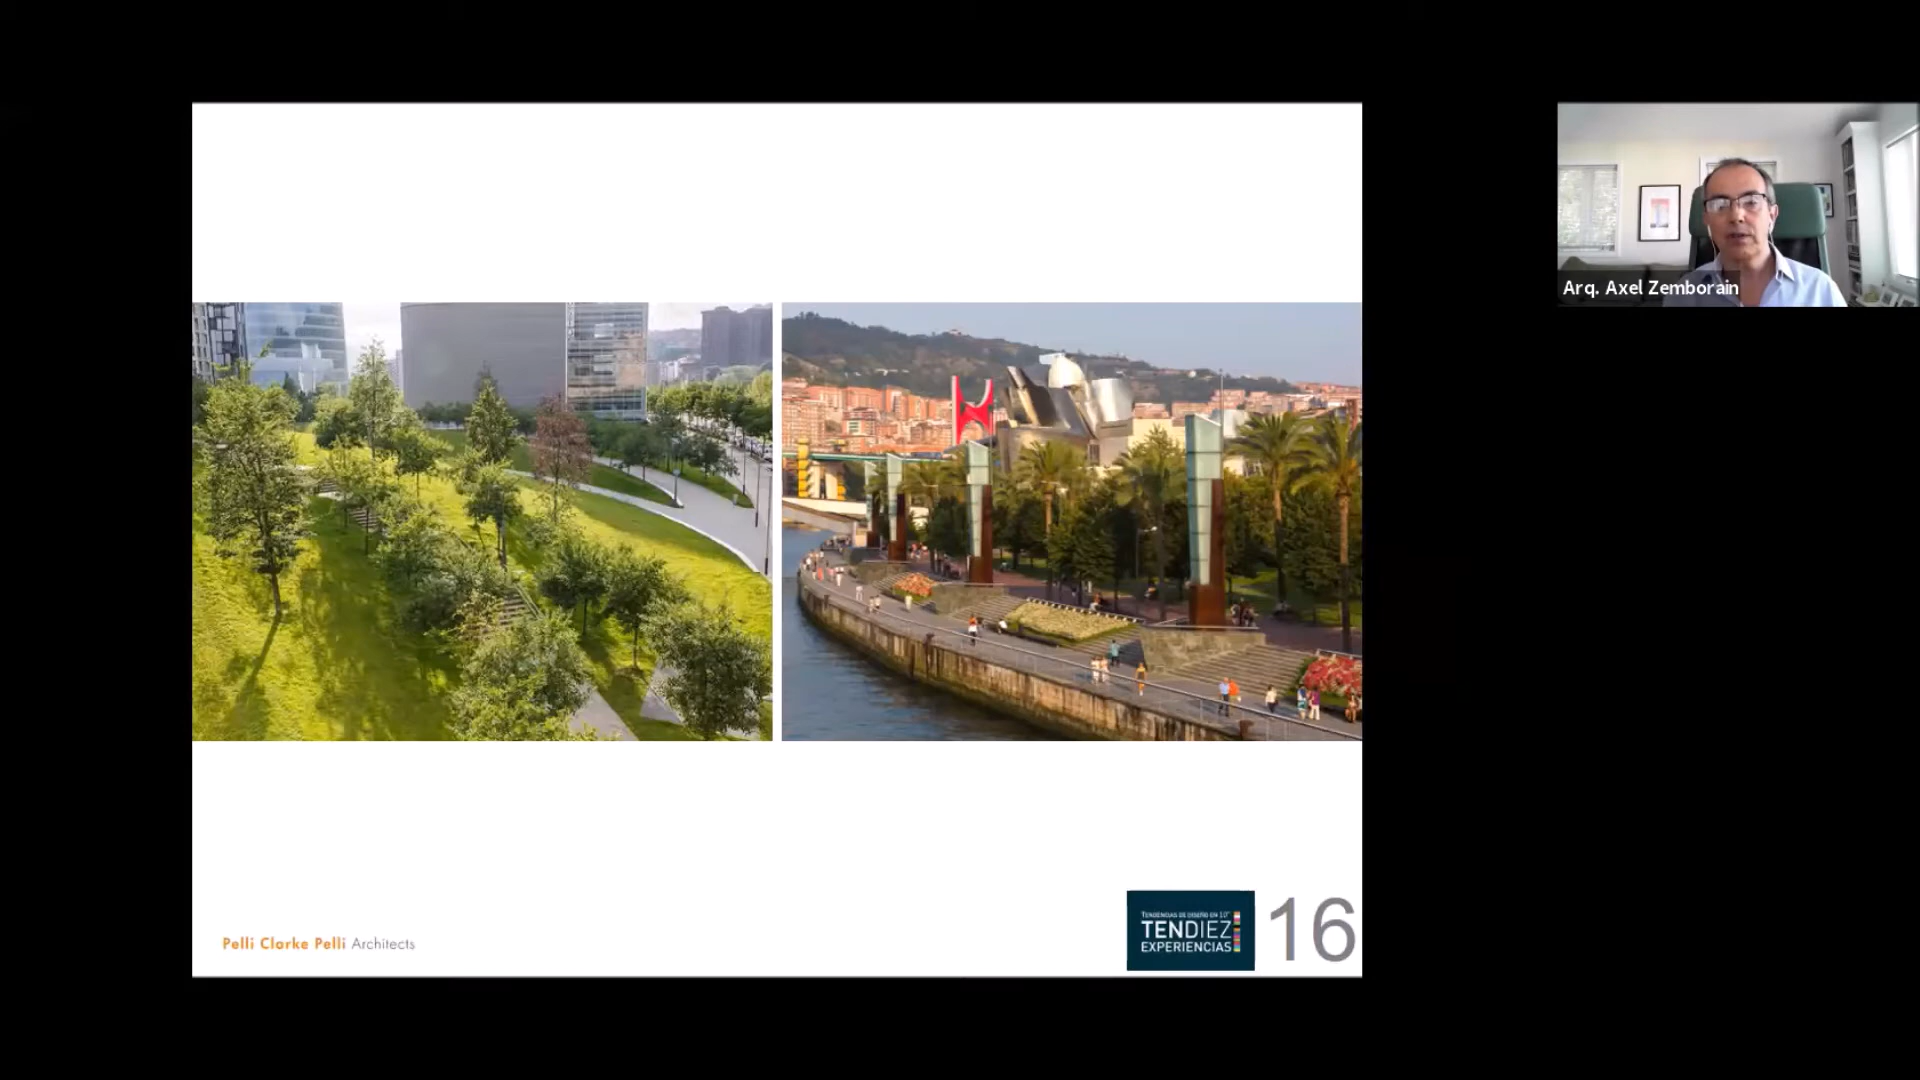 Arq. Axel Zemborain
Pelli Clarke Pelli Architects
TENDENCIAS DE DISEÑO EN 10"
TENDIEZ
EXPERIENCIAS
16